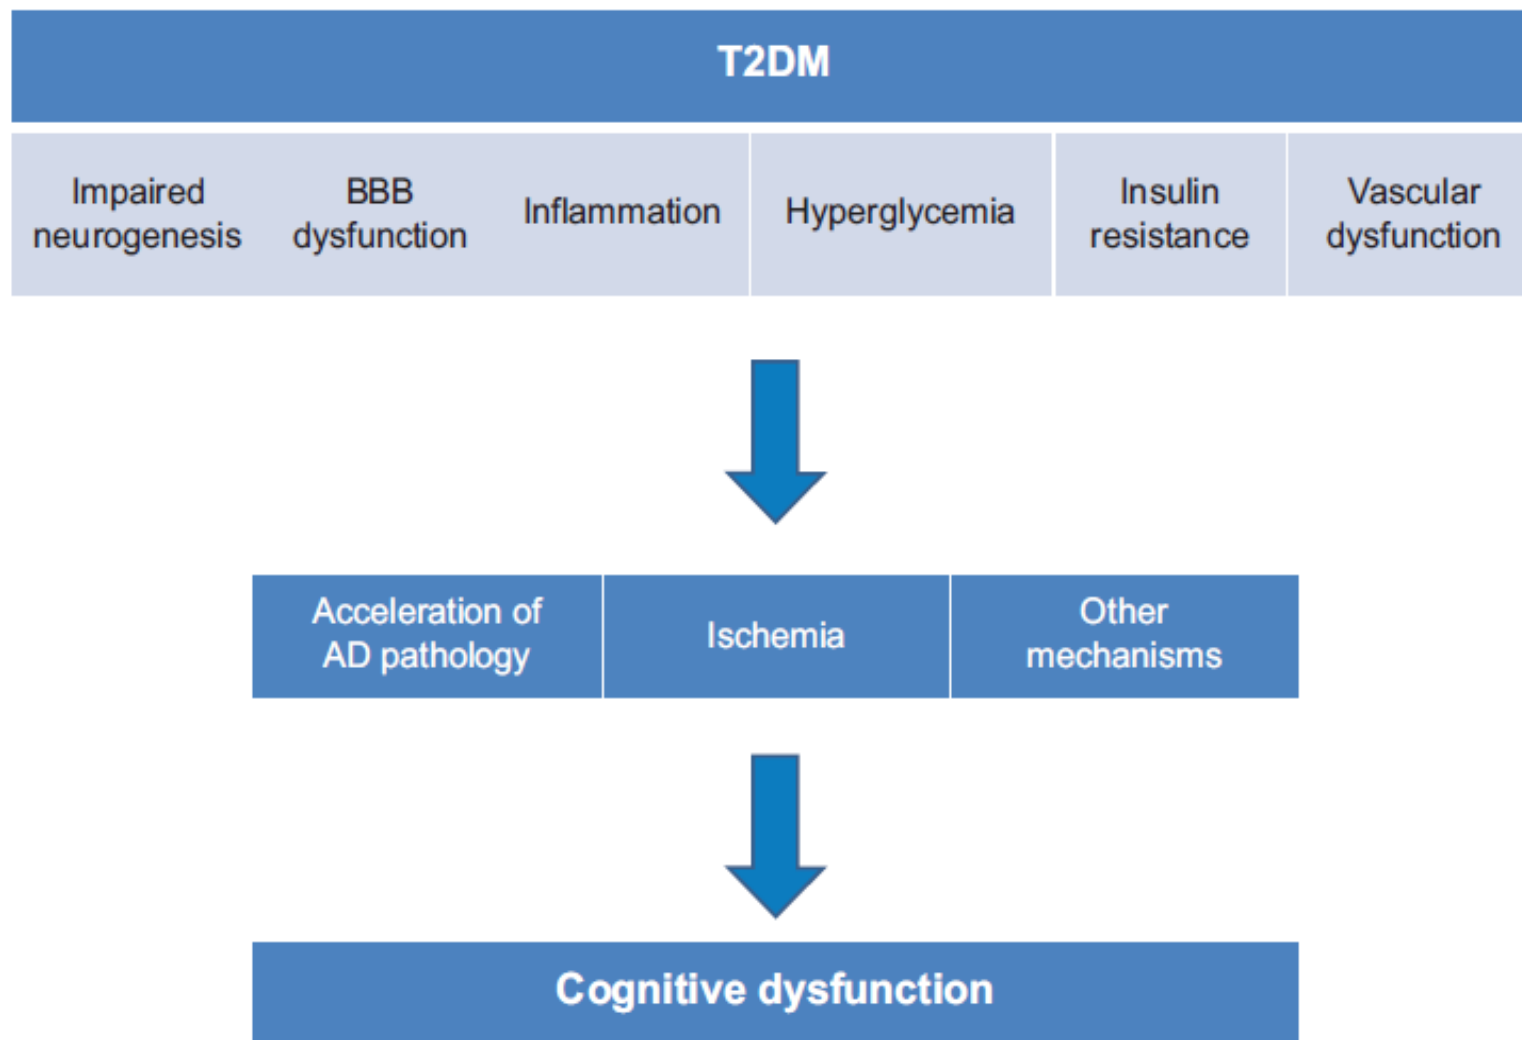 T2DM
Impaired
neurogenesis
BBB
dysfunction
Inflammation
Hyperglycemia
Insulin
resistance
Vascular
dysfunction
Acceleration of
AD pathology
Ischemia
Other
mechanisms
Cognitive dysfunction